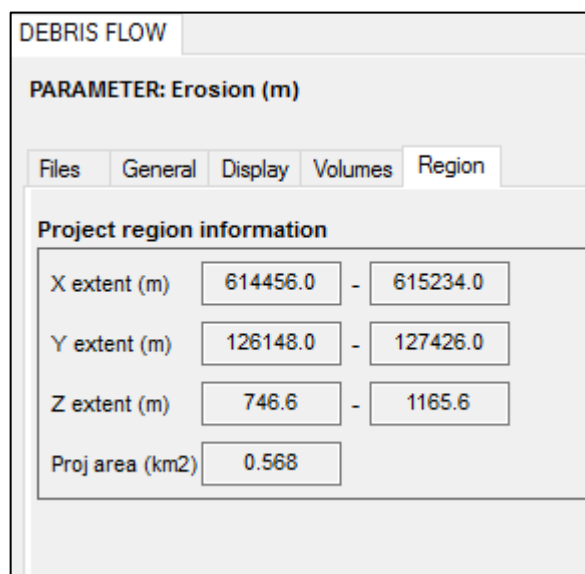 DEBRIS FLOW
PARAMETER: Erosion (m)
Files General Display Volumes Region
Project region information
X extent (m) 614456.0 - 615234.0
Y extent (m) 126148.0 - 127426.0
Z extent (m) 746.6 - 1165.6
Proj area (km2) 0.568